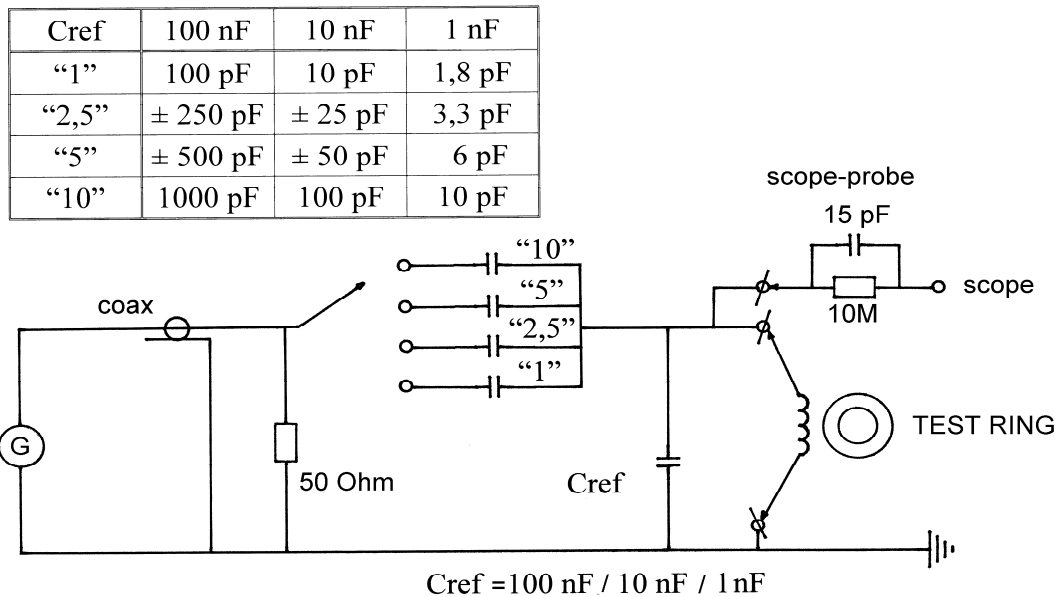 Cref 100 nF 10 nF 1 nF
“1” 100 pF 10 pF 1,8 pF
“2,5” ± 250 pF ± 25 pF 3,3 pF
“5” ± 500 pF ± 50 pF 6 pF
“10” 1000 pF 100 pF 10 pF
scope-probe
15 pF
10M
scope
“10”
“5”
“2,5”
“1”
coax
G
50 Ohm
Cref
TEST RING
Cref =100 nF / 10 nF / 1nF